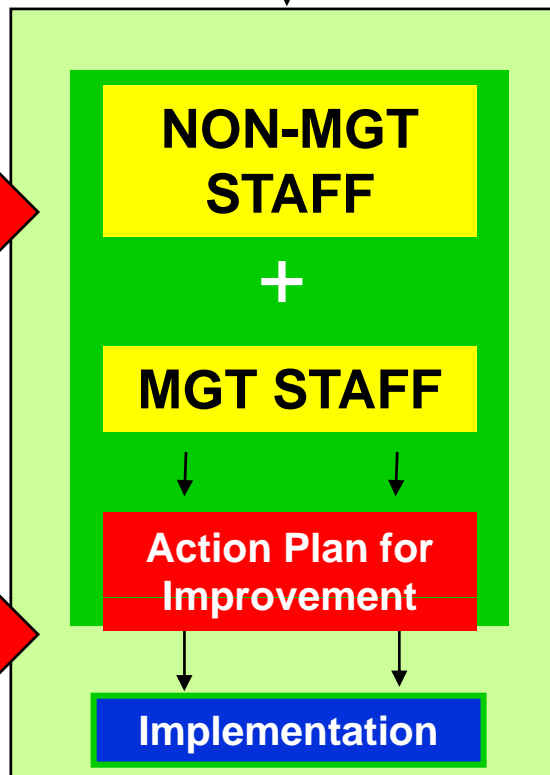 NON-MGT
STAFF
+
MGT STAFF
Action Plan for
Improvement
Implementation